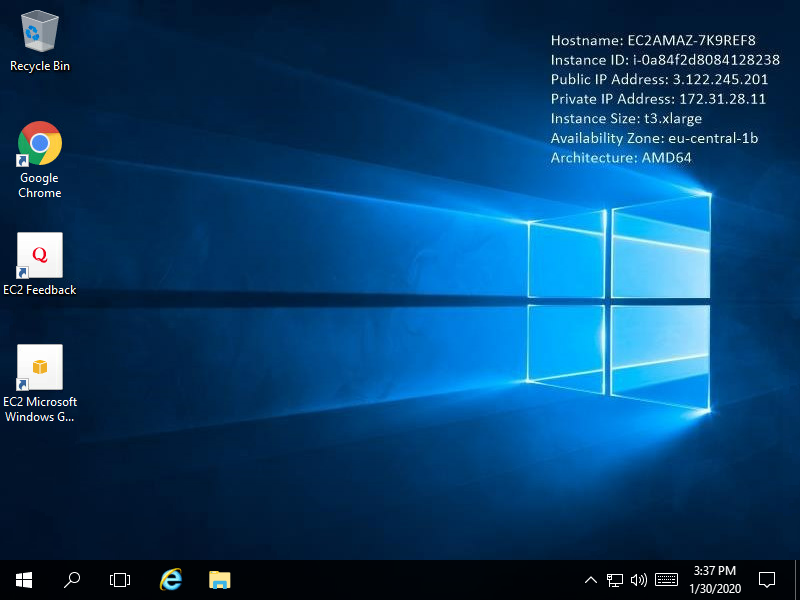 Hostname: EC2AMAZ-7K9REF8
Instance ID: i-0a84f2d8084128238
Public IP Address: 3.122.245.201
Private IP Address: 172.31.28.11
Instance Size: t3.xlarge
Availability Zone: eu-central-1b
Architecture: AMD64
Recycle Bin
Google
Chrome
Q
EC2 Feedback
EC2 Microsoft
Windows G...
3:37 PM
1/30/2020